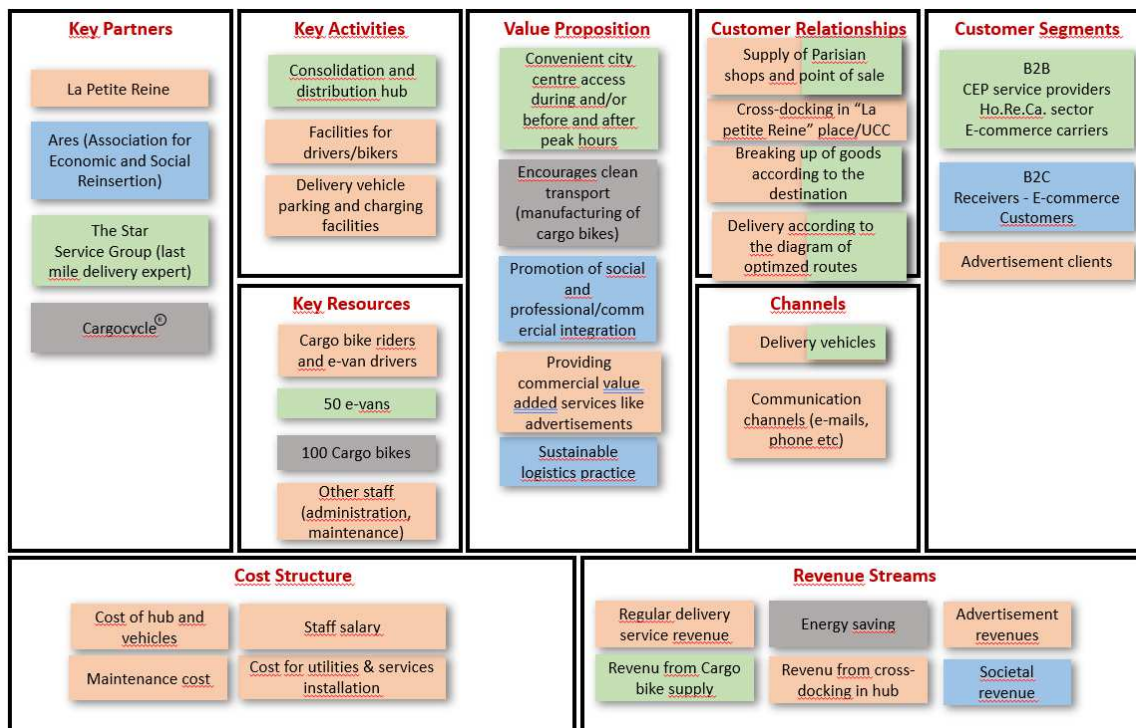 Key Partners
La Petite Reine
Ares (Association for
Economic and Social
Reinsertion)
The Star
Service Group (last
mile delivery expert)
Cargocycle®
Key Activities
Consolidation and
distribution hub
Facilities for
drivers/bikers
Delivery vehicle
parking and charging
facilities
Key Resources
Cargo bike riders
and e-van drivers
50 e-vans
100 Cargo bikes
Other staff
(administration,
maintenance)
Value Proposition
Convenient city
centre access
during and/or
before and after
peak hours
Encourages clean
transport
(manufacturing of
cargo bikes)
Promotion of social
and
professional/comm
ercial integration
Providing
commercial value
added services like
advertisements
Sustainable
logistics practice
Customer Relationships
Supply of Parisian
shops and point of sale
Cross-docking in “La
petite Reine” place/UCC
Breaking up of goods
according to the
destination
Delivery according to
the diagram of
optimzed routes
Channels
Delivery vehicles
Communication
channels (e-mails,
phone etc)
Customer Segments
B2B
CEP service providers
Ho.Re.Ca. sector
E-commerce carriers
B2C
Receivers - E-commerce
Customers
Advertisement clients
Cost Structure
Cost of hub and
vehicles
Staff salary
Maintenance cost
Cost for utilities & services
installation
Revenue Streams
Regular delivery
service revenue
Energy saving
Advertisement
revenues
Revenu from Cargo
bike supply
Revenu from cross-
docking in hub
Societal
revenue